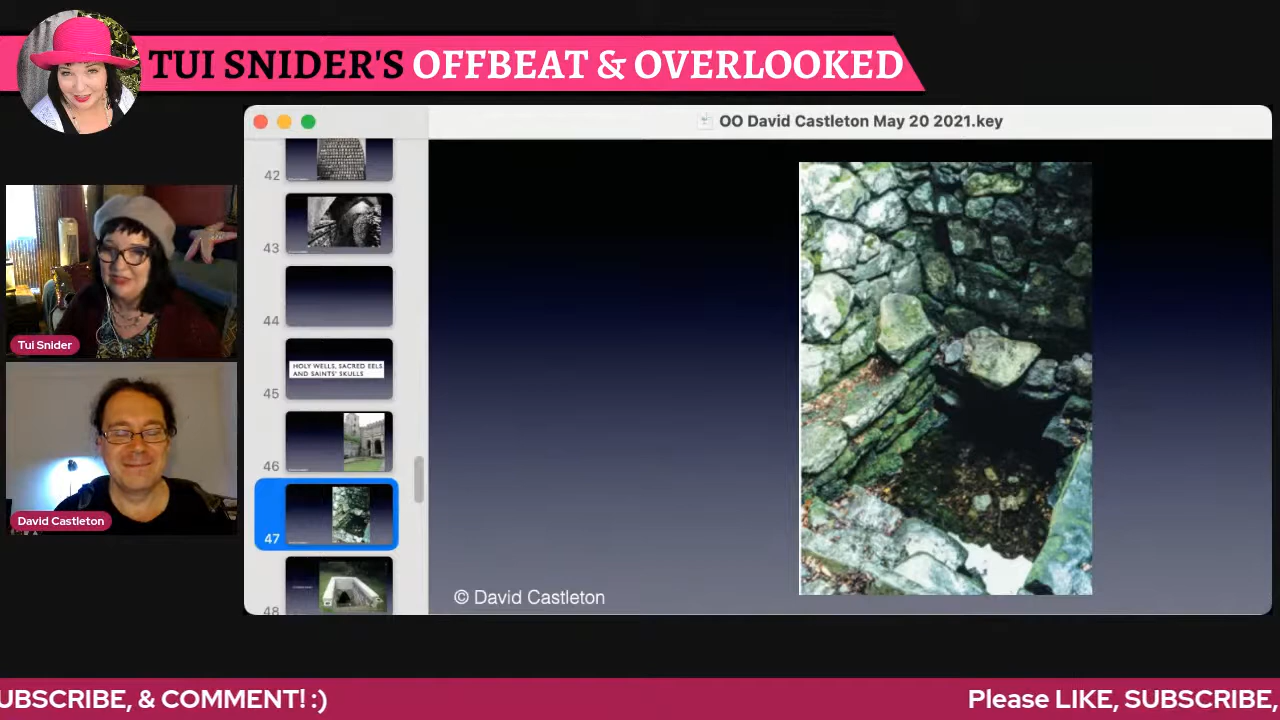 TUI SNIDER'S OFFBEAT & OVERLOOKED
OO David Castleton May 20 2021.key
42
43
44
HOLY WELLS, SACRED EELS
AND SAINTS' SKULLS
45
46
47
48
Tui Snider
David Castleton
© David Castleton
UBSCRIBE, & COMMENT! :)
Please LIKE, SUBSCRIBE,